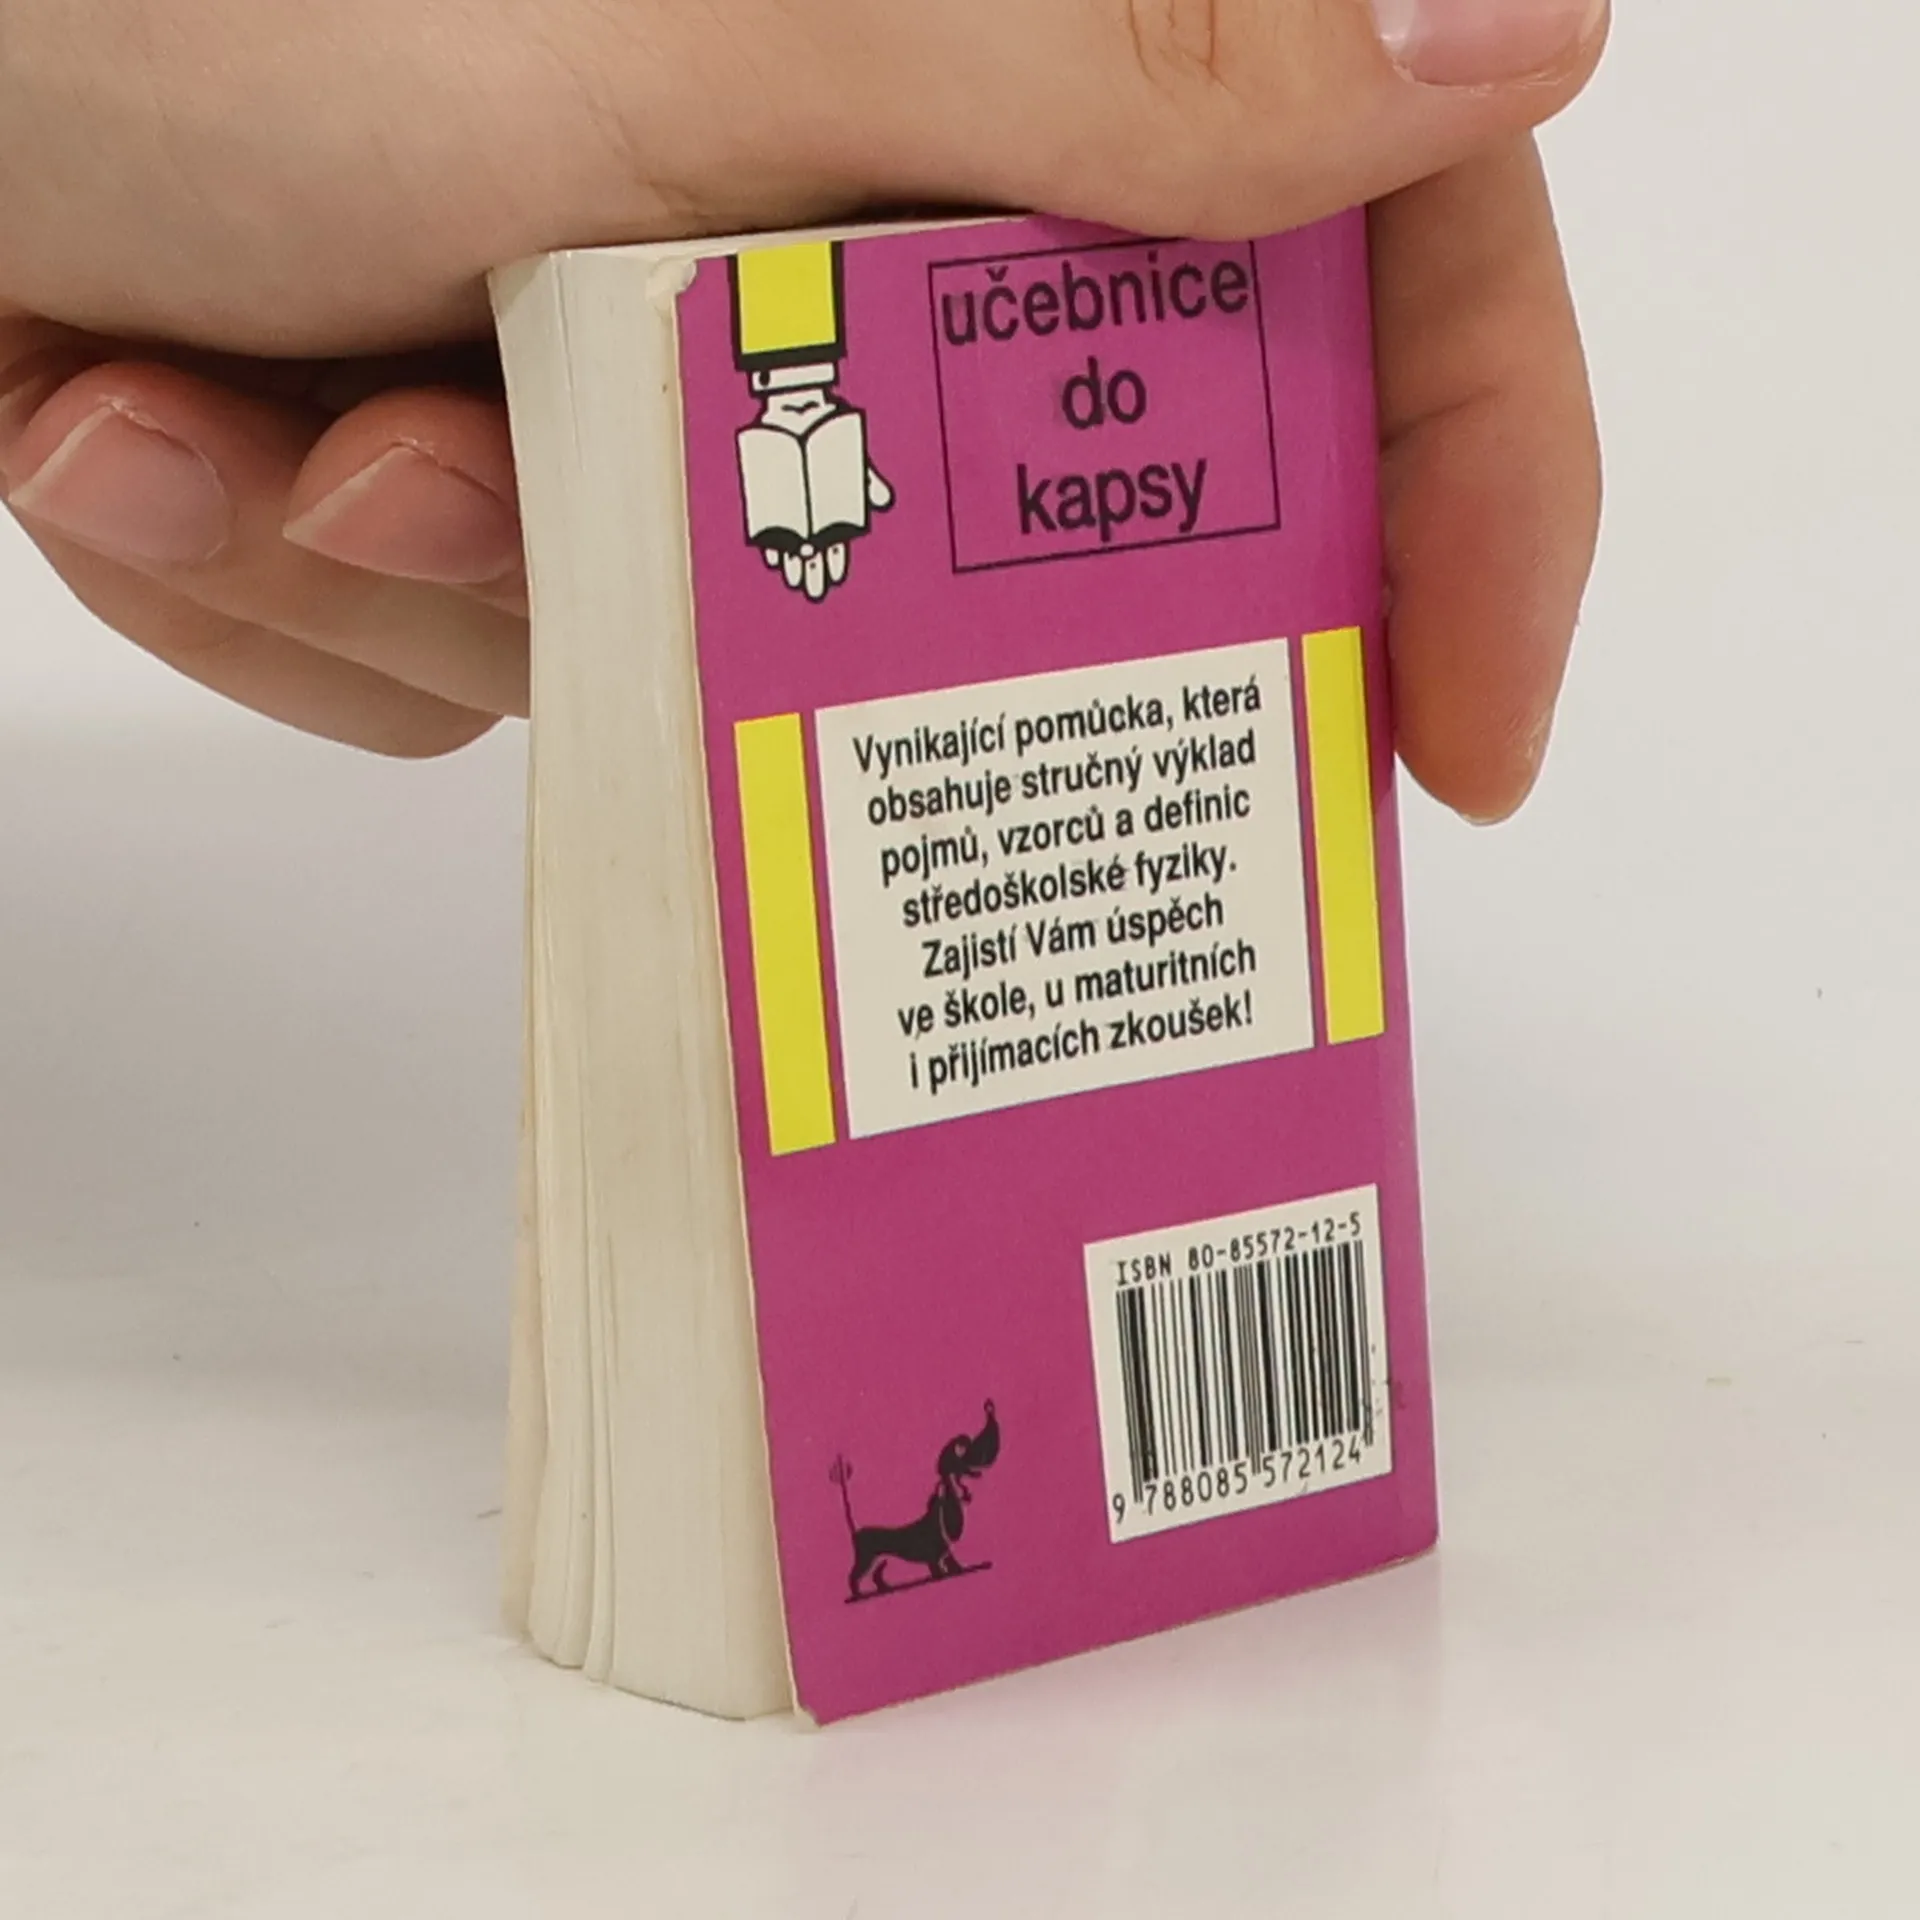 učebnice
do
kapsy
Vynikající pomůcka, která
obsahuje stručný výklad
pojmů, vzorců a definic
středoškolské fyziky.
Zajistí Vám úspěch
ve škole, u maturitních
i přijímacích zkoušek!
ISBN 80-85572-12-5
9 788085 572124